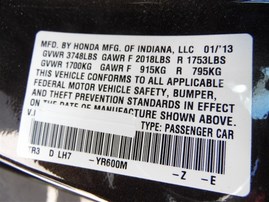 MFD. BY HONDA MFG. OF INDIANA, LLC 01/'13
GVWR 3748LBS GAWR F 2018LBS R 1753LBS
GVWR 1700KG GAWR F 915KG R 795KG
THIS VEHICLE CONFORMS TO ALL APPLICABLE
FEDERAL MOTOR VEHICLE SAFETY, BUMPER,
AND THEFT PREVENTION STANDARDS IN
EFFECT ON THE DATE OF MANUFACTURE SHOWN ABOVE.
V.I
TYPE: PASSENGER CAR
TR3 D LH7 -YR600M -Z -E